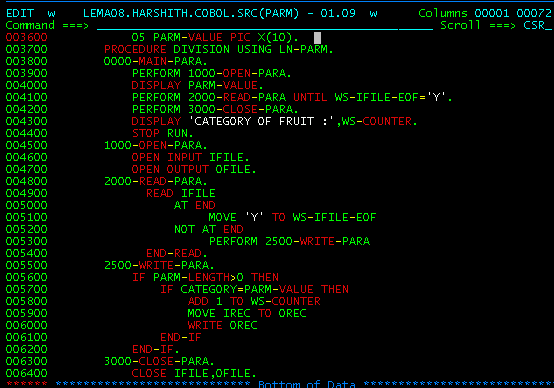 EDIT  w    LEMA08.HARSHITH.COBOL.SRC(PARM) - 01.09  w      Columns 00001 00072
Command ===>                                                  Scroll ===> CSR
003600             05 PARM-VALUE PIC X(10).
003700        PROCEDURE DIVISION USING LN-PARM.
003800        0000-MAIN-PARA.
003900            PERFORM 1000-OPEN-PARA.
004000            DISPLAY PARM-VALUE.
004100            PERFORM 2000-READ-PARA UNTIL WS-IFILE-EOF='Y'.
004200            PERFORM 3000-CLOSE-PARA.
004300            DISPLAY 'CATEGORY OF FRUIT :',WS-COUNTER.
004400            STOP RUN.
004500        1000-OPEN-PARA.
004600            OPEN INPUT IFILE.
004700            OPEN OUTPUT OFILE.
004800        2000-READ-PARA.
004900              READ IFILE
005000                  AT END
005100                       MOVE 'Y' TO WS-IFILE-EOF
005200                  NOT AT END
005300                       PERFORM 2500-WRITE-PARA
005400              END-READ.
005500        2500-WRITE-PARA.
005600            IF PARM-LENGTH>0 THEN
005700                IF CATEGORY=PARM-VALUE THEN
005800                    ADD 1 TO WS-COUNTER
005900                    MOVE IREC TO OREC
006000                    WRITE OREC
006100                END-IF
006200            END-IF.
006300        3000-CLOSE-PARA.
006400            CLOSE IFILE,OFILE.
****** **************************** Bottom of Data ****************************